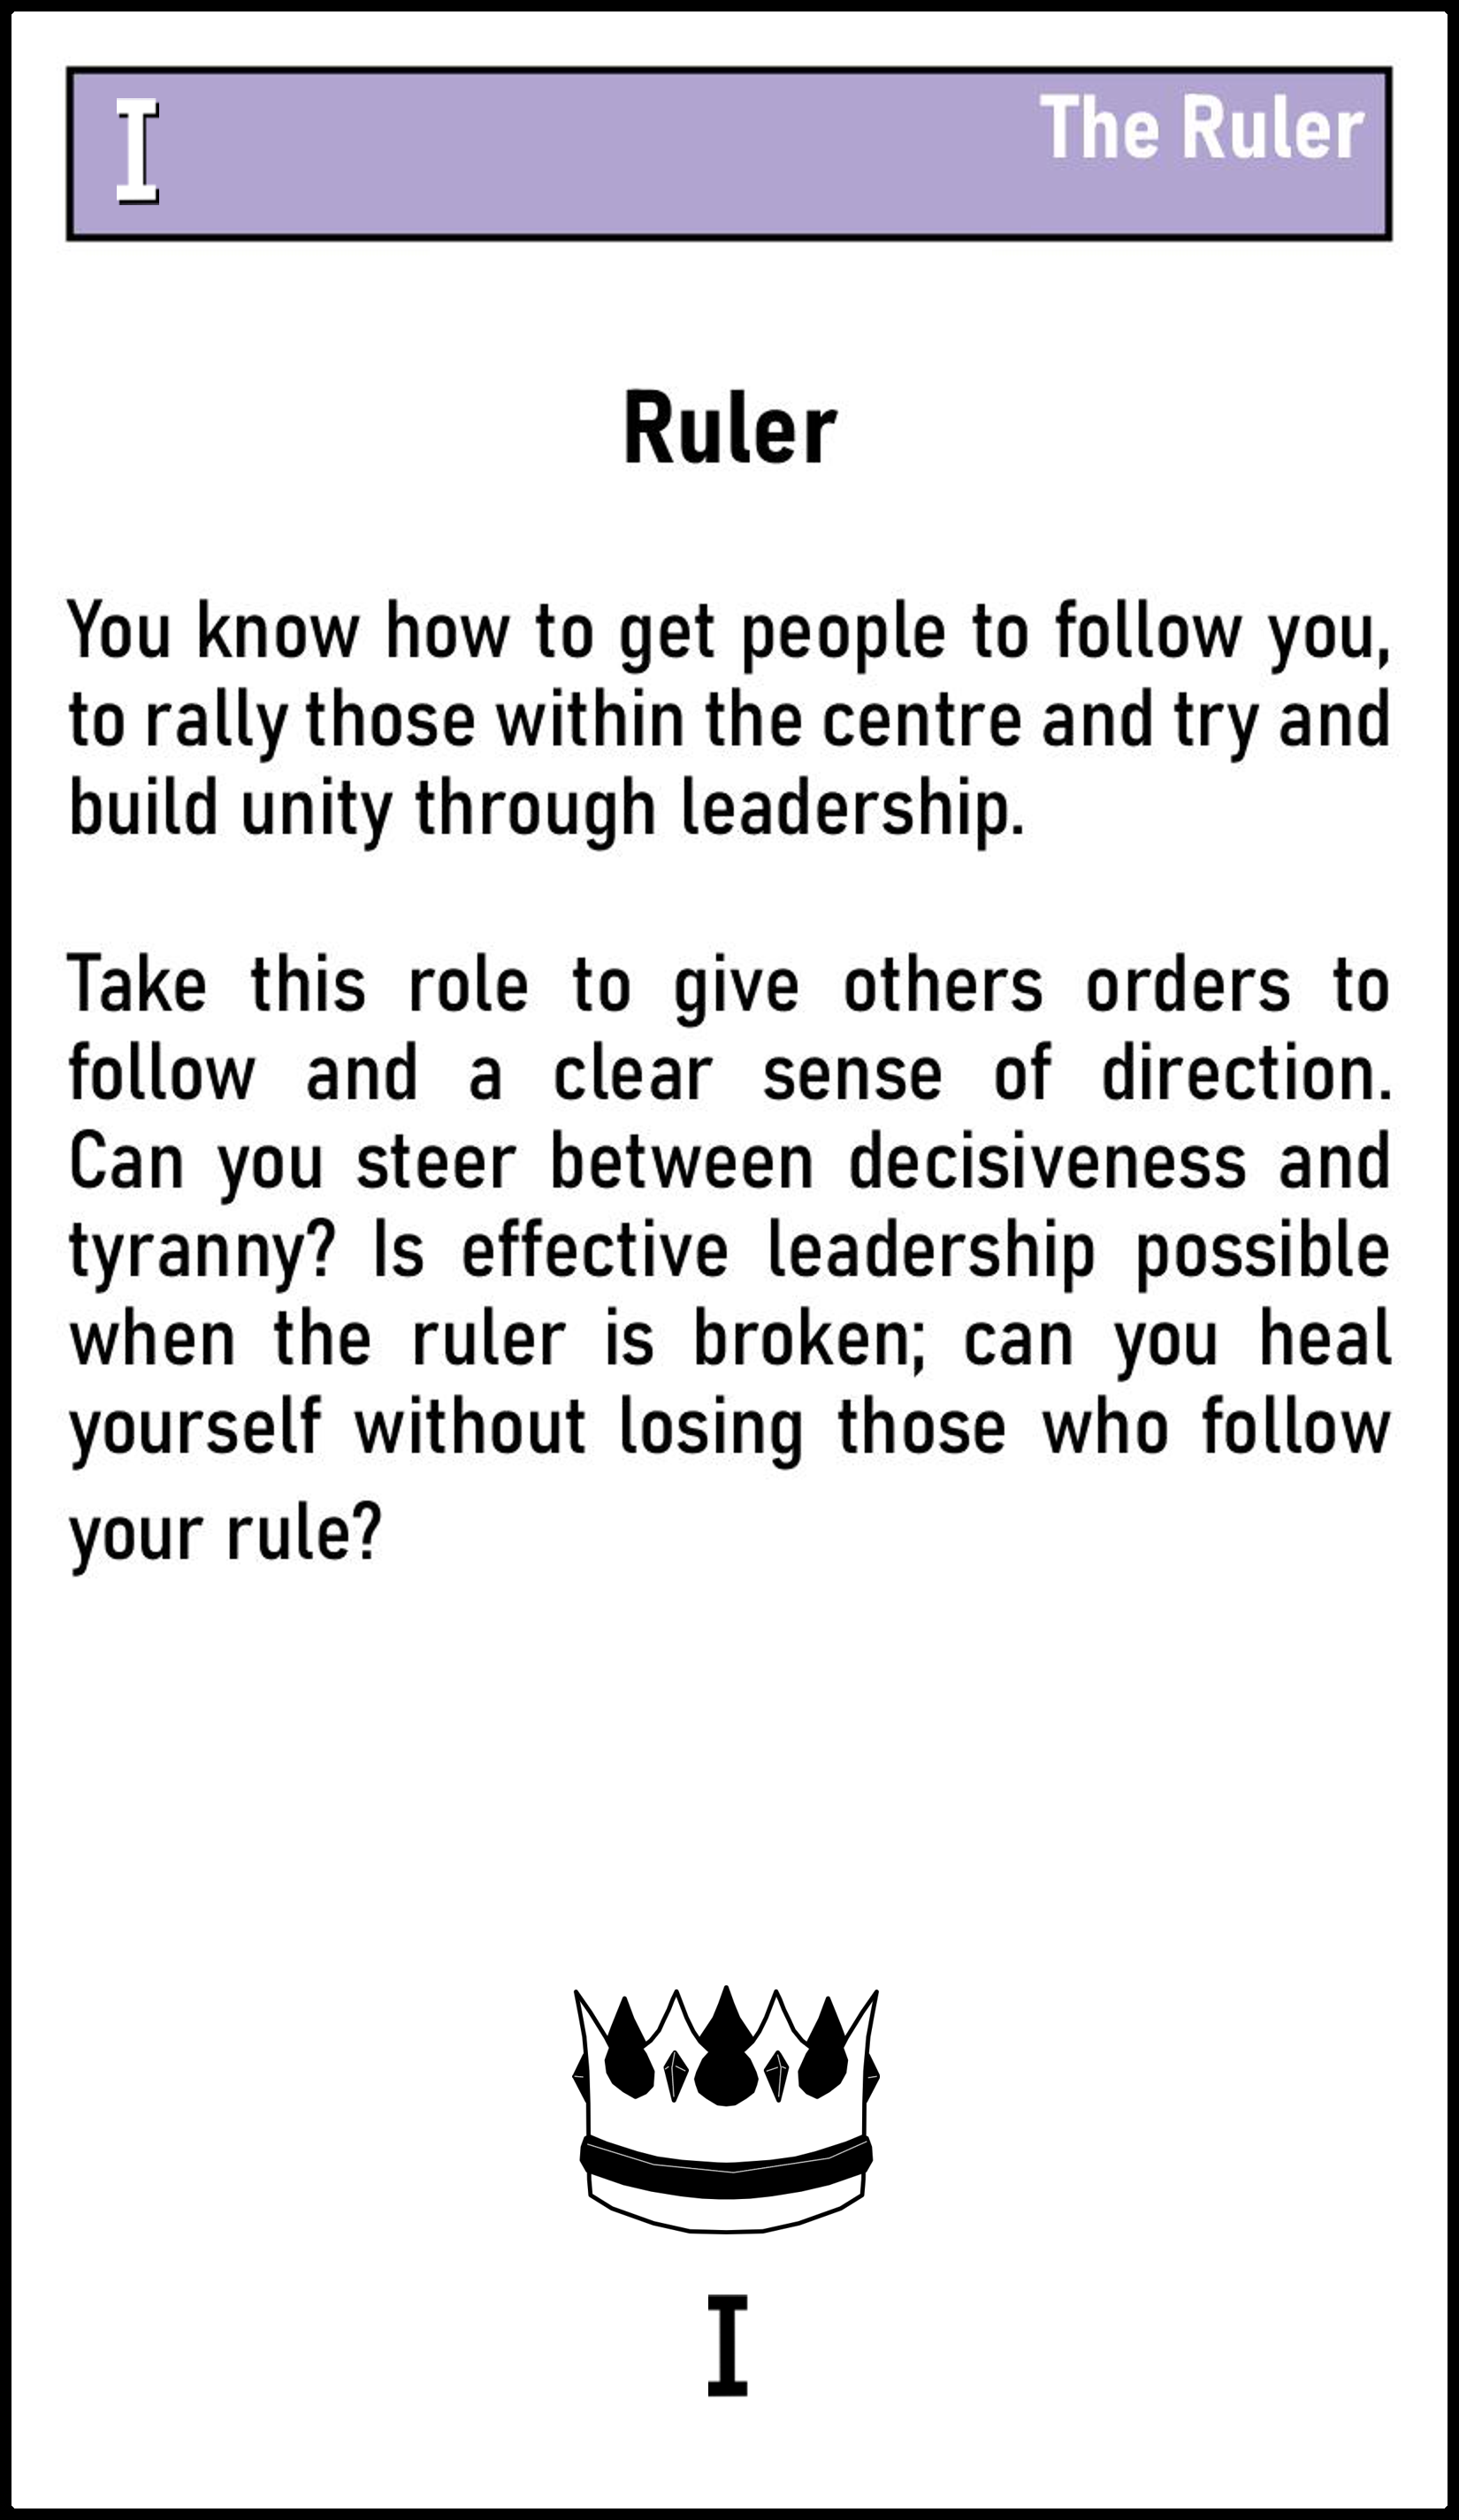 I
The Ruler
Ruler
You know how to get people to follow you,
to rally those within the centre and try and
build unity through leadership.
Take this role to give others orders to
follow and a clear sense of direction.
Can you steer between decisiveness and
tyranny? Is effective leadership possible
when the ruler is broken; can you heal
yourself without losing those who follow
your rule?
I